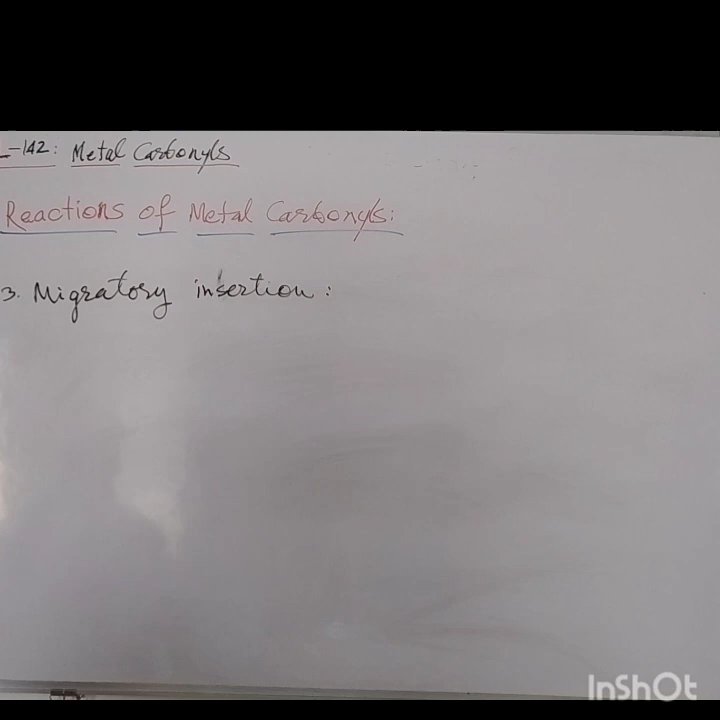 L-142: Metal Carbonyls
Reactions of Metal Carbonyls:
3. Migratory insertion:
InShOt